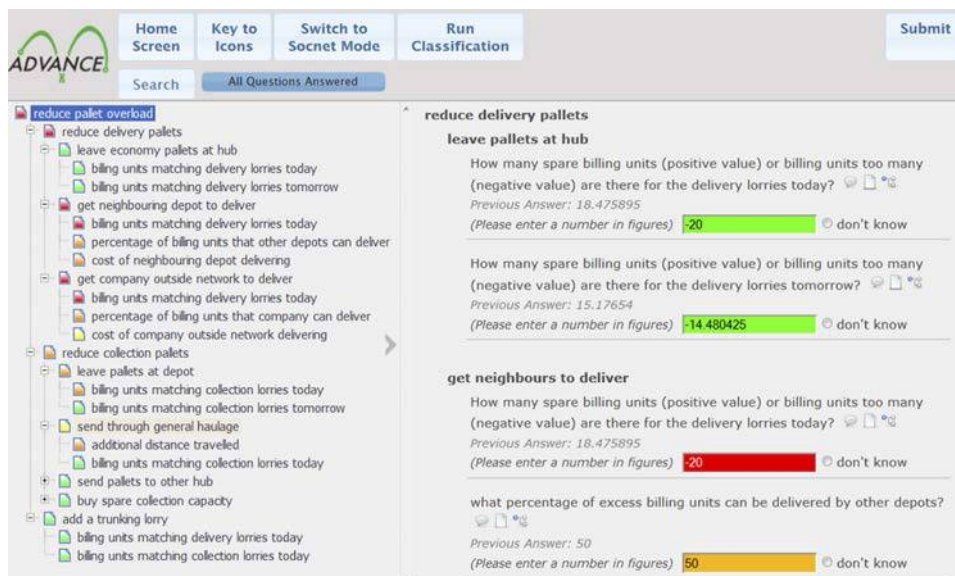 ADVANCE
Home Screen
Key to Icons
Switch to Socnet Mode
Run Classification
Submit
Search
All Questions Answered
reduce pallet overload
reduce delivery pallets
leave economy pallets at hub
billing units matching delivery lorries today
billing units matching delivery lorries tomorrow
get neighbouring depot to deliver
billing units matching delivery lorries today
percentage of billing units that other depots can deliver
cost of neighbouring depot delivering
get company outside network to deliver
billing units matching delivery lorries today
percentage of billing units that company can deliver
cost of company outside network delivering
reduce collection pallets
leave pallets at depot
billing units matching collection lorries today
billing units matching collection lorries tomorrow
send through general haulage
additional distance travelled
billing units matching collection lorries today
send pallets to other hub
buy spare collection capacity
add a trunking lorry
billing units matching delivery lorries today
billing units matching collection lorries today
reduce delivery pallets
leave pallets at hub
How many spare billing units (positive value) or billing units too many
(negative value) are there for the delivery lorries today?
Previous Answer: 18.475895
(Please enter a number in figures) -20 don't know
How many spare billing units (positive value) or billing units too many
(negative value) are there for the delivery lorries tomorrow?
Previous Answer: 15.17654
(Please enter a number in figures) -14.480425 don't know
get neighbours to deliver
How many spare billing units (positive value) or billing units too many
(negative value) are there for the delivery lorries today?
Previous Answer: 18.475895
(Please enter a number in figures) -20 don't know
what percentage of excess billing units can be delivered by other depots?
Previous Answer: 50
(Please enter a number in figures) 50 don't know